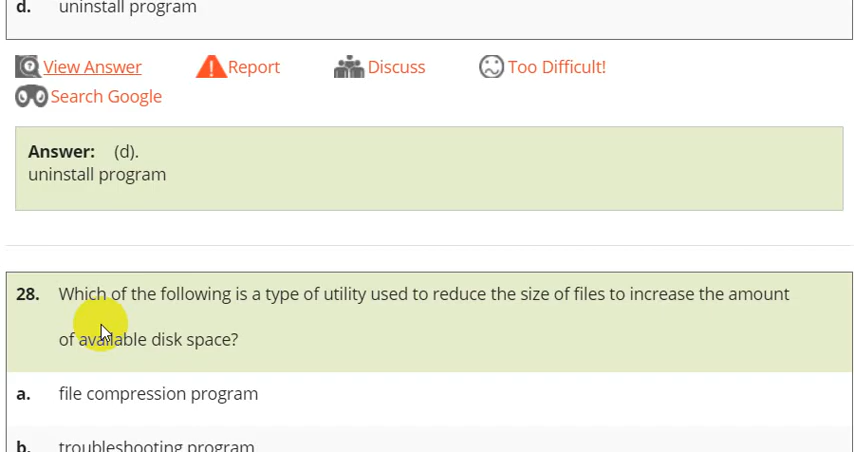 d. uninstall program
View Answer Report Discuss Too Difficult!
Search Google
Answer: (d).
uninstall program
28. Which of the following is a type of utility used to reduce the size of files to increase the amount
of available disk space?
a. file compression program
b. troubleshooting program